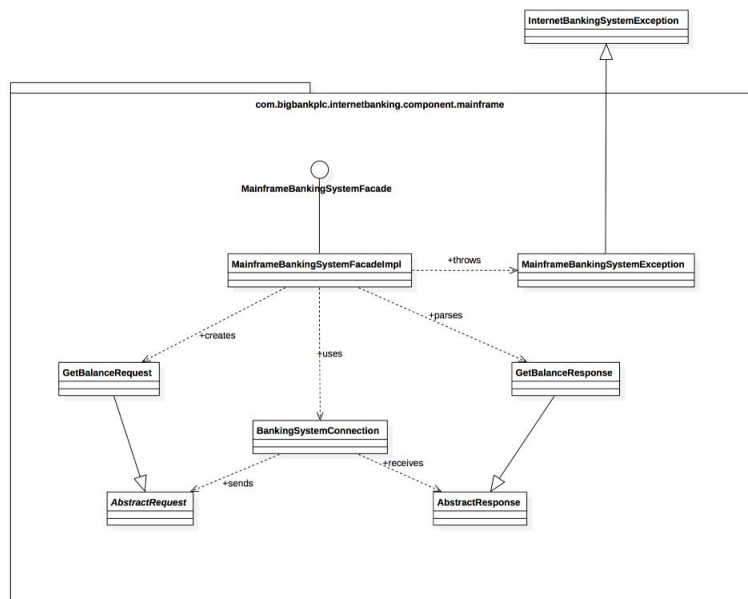 InternetBankingSystemException
com.bigbankplc.internetbanking.component.mainframe
MainframeBankingSystemFacade
MainframeBankingSystemFacadeImpl
+throws
MainframeBankingSystemException
+parses
+creates
+uses
GetBalanceRequest
GetBalanceResponse
BankingSystemConnection
+receives
+sends
AbstractRequest
AbstractResponse